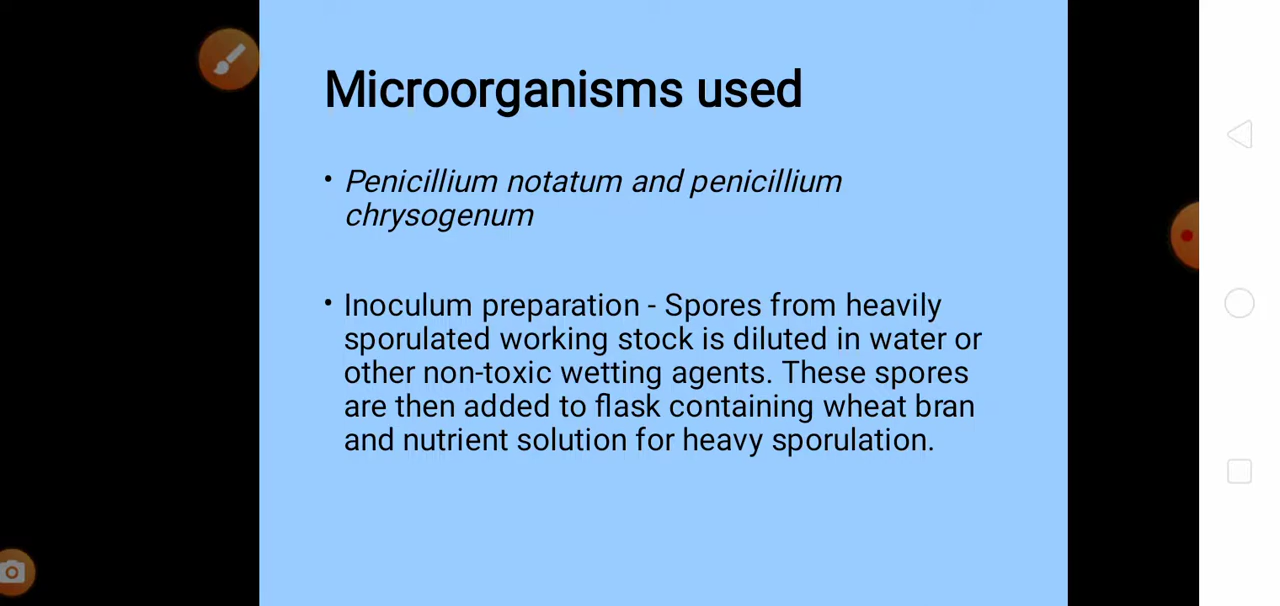 Microorganisms used
• Penicillium notatum and penicillium
chrysogenum
• Inoculum preparation - Spores from heavily
sporulated working stock is diluted in water or
other non-toxic wetting agents. These spores
are then added to flask containing wheat bran
and nutrient solution for heavy sporulation.